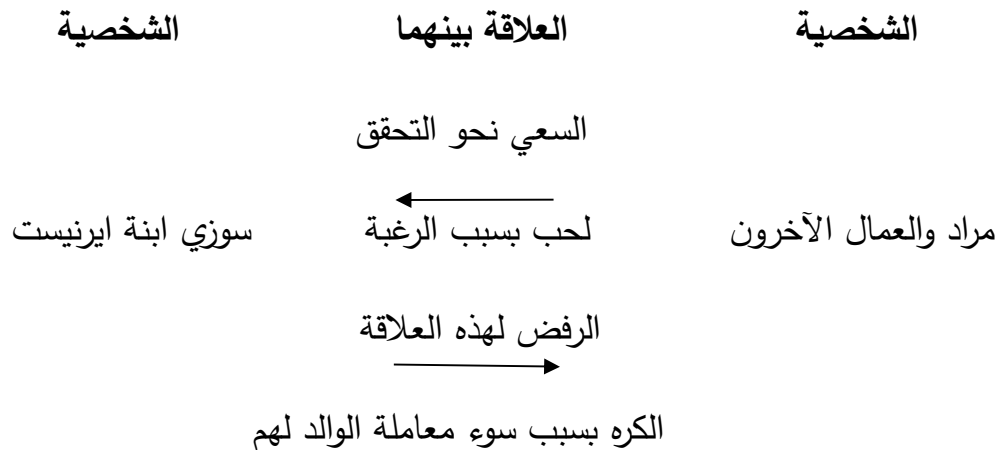 الشخصية العلاقة بينهما الشخصية
السعي نحو التحقق
مراد والعمال الآخرون لحب بسبب الرغبة سوزي ابنة ايرنيست
الرفض لهذه العلاقة
الكره بسبب سوء معاملة الوالد لهم